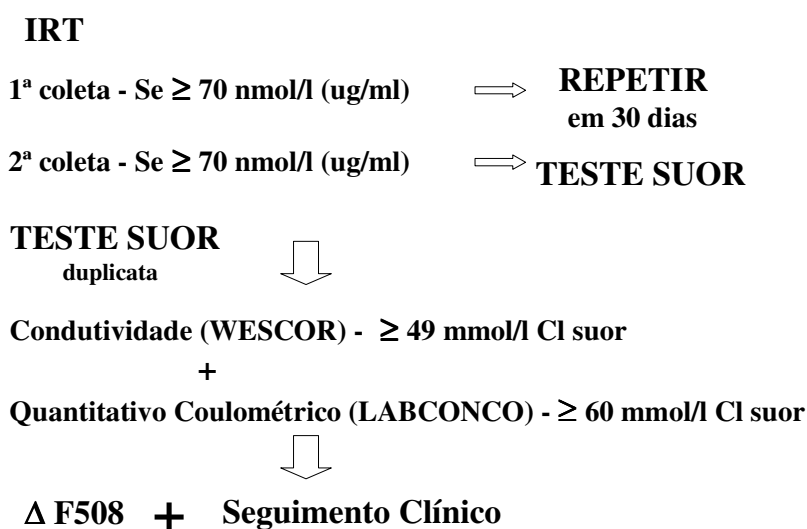 IRT
1ª coleta - Se ≥ 70 nmol/l (ug/ml) REPETIR
em 30 dias
2ª coleta - Se ≥ 70 nmol/l (ug/ml) TESTE SUOR
TESTE SUOR
duplicata
Condutividade (WESCOR) - ≥ 49 mmol/l Cl suor
+
Quantitativo Coulométrico (LABCONCO) - ≥ 60 mmol/l Cl suor
Δ F508 + Seguimento Clínico